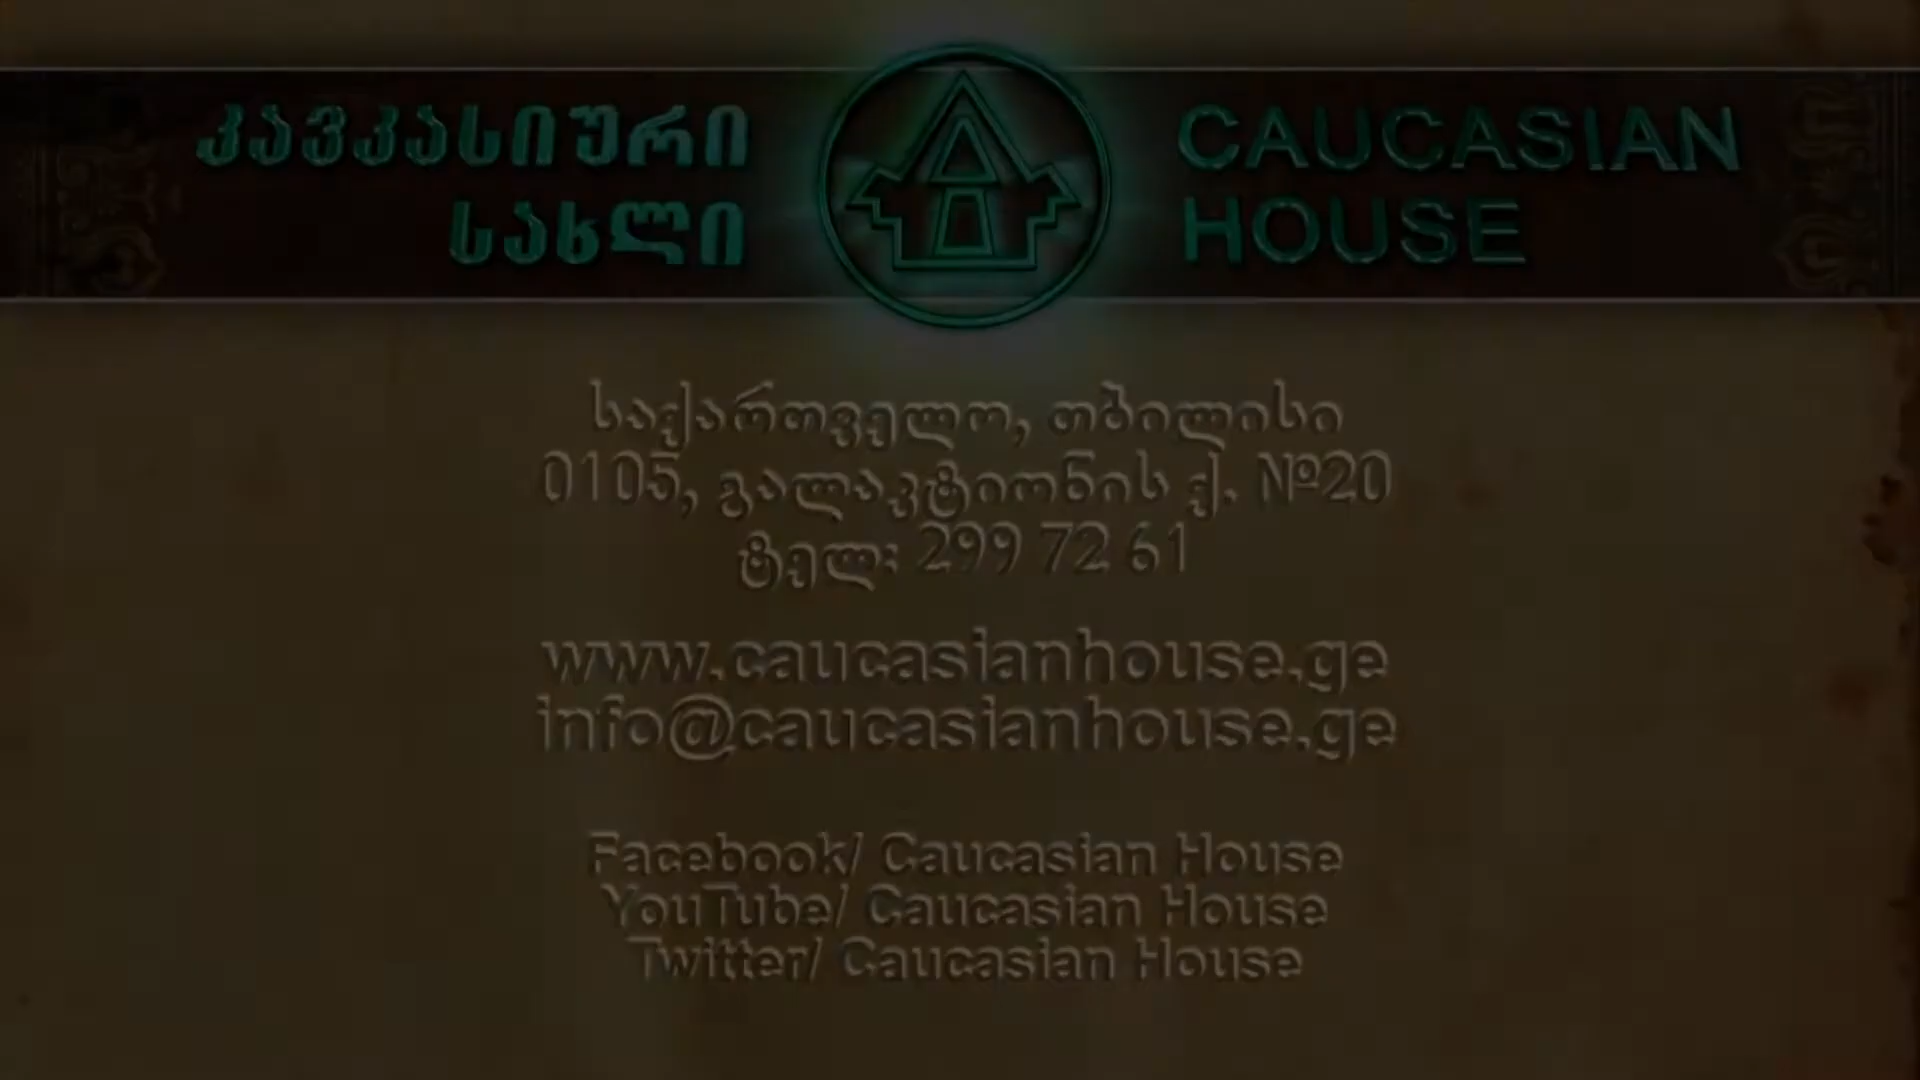 კავკასიური
სახლი
CAUCASIAN
HOUSE
საქართველო, თბილისი
0105, გალაკტიონის ქ. №20
ტელ: 299 72 61
www.caucasianhouse.ge
info@caucasianhouse.ge
Facebook/ Caucasian House
YouTube/ Caucasian House
Twitter/ Caucasian House